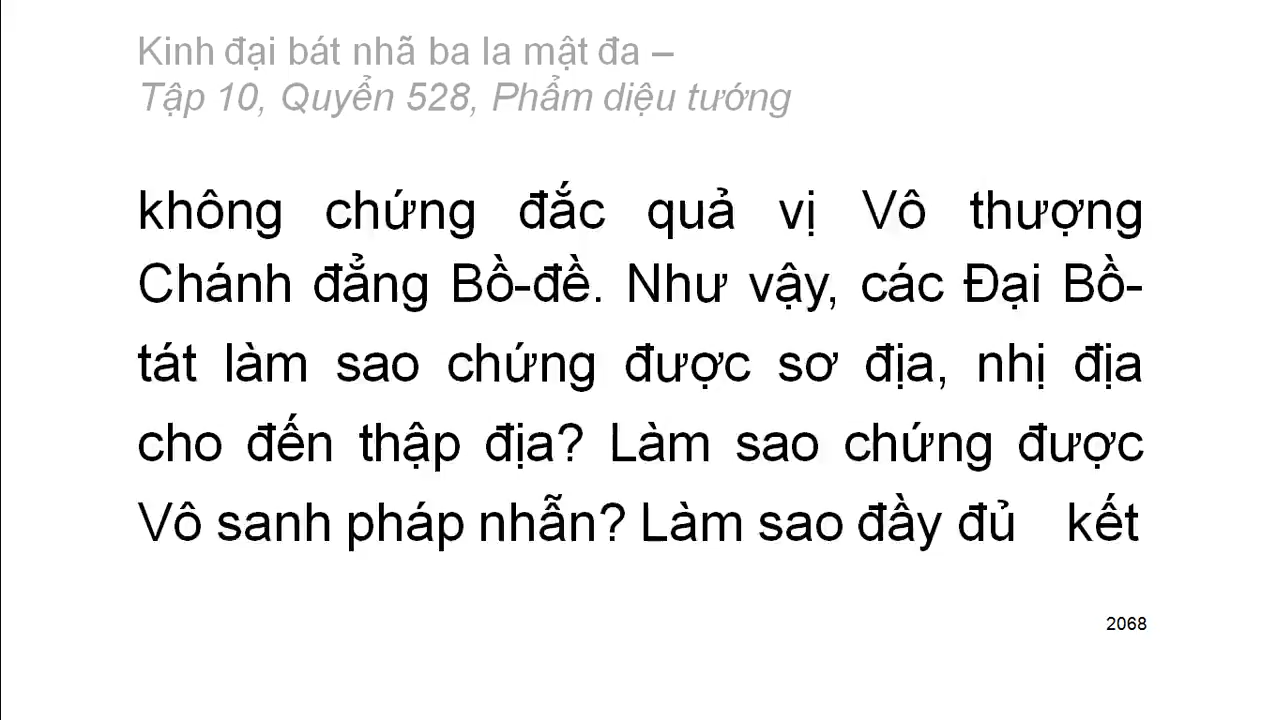 Kinh đại bát nhã ba la mật đa –
Tập 10, Quyển 528, Phẩm diệu tướng
không chứng đắc quả vị Vô thượng
Chánh đẳng Bồ-đề. Như vậy, các Đại Bồ-
tát làm sao chứng được sơ địa, nhị địa
cho đến thập địa? Làm sao chứng được
Vô sanh pháp nhẫn? Làm sao đầy đủ kết
2068